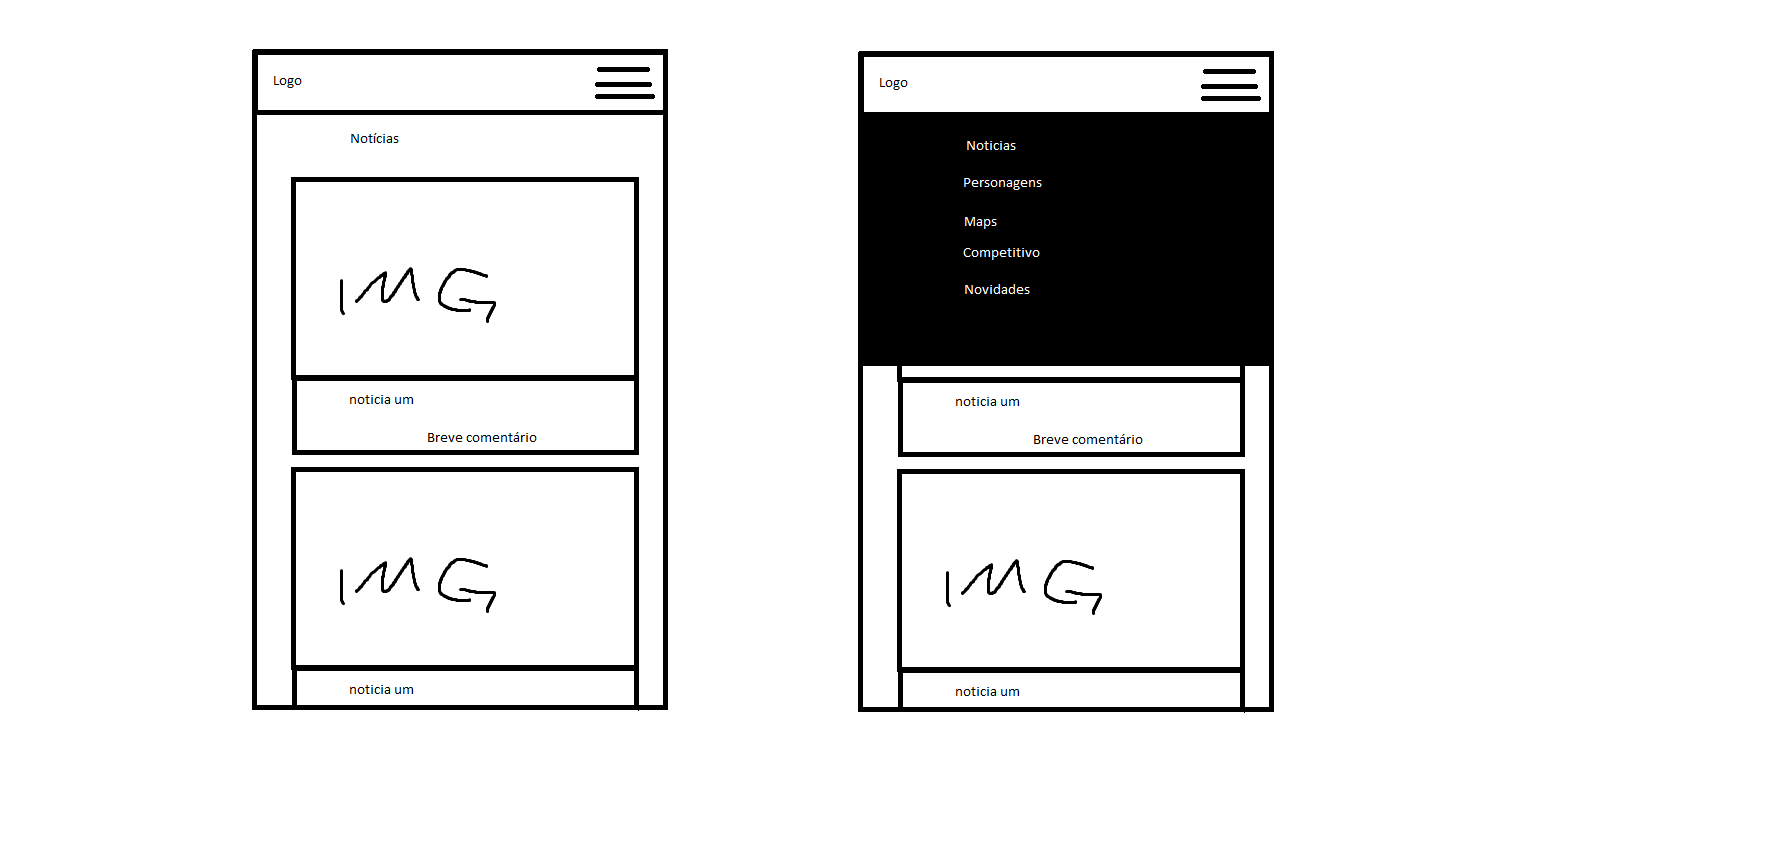 Logo
Notícias
IMG
noticia um
Breve comentário
IMG
noticia um
Logo
Noticias
Personagens
Maps
Competitivo
Novidades
noticia um
Breve comentário
IMG
noticia um